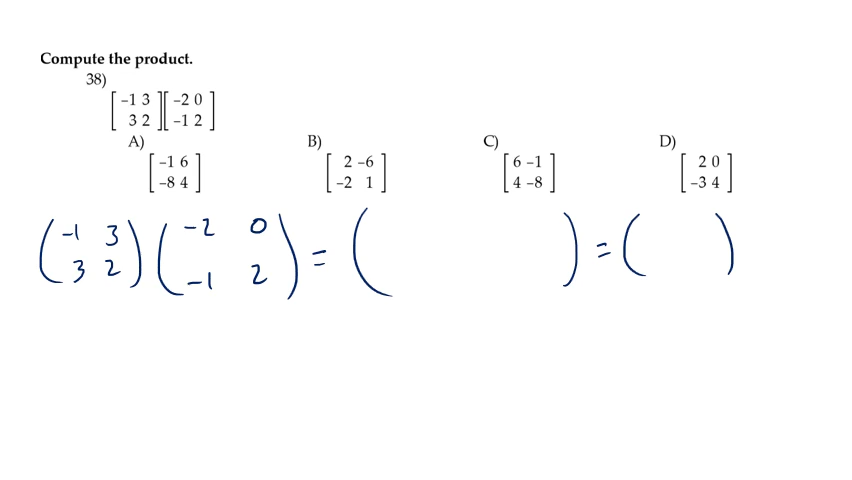 Compute the product.
38)
[ -1 3 ][ -2 0 ]
[ 3 2 ][ -1 2 ]
A) B) C) D)
[ -1 6 ] [ 2 -6 ] [ 6 -1 ] [ 2 0 ]
[ -8 4 ] [ -2 1 ] [ 4 -8 ] [ -3 4 ]
( -1 3 ) ( -2 0 ) = ( ) = ( )
( 3 2 ) ( -1 2 )